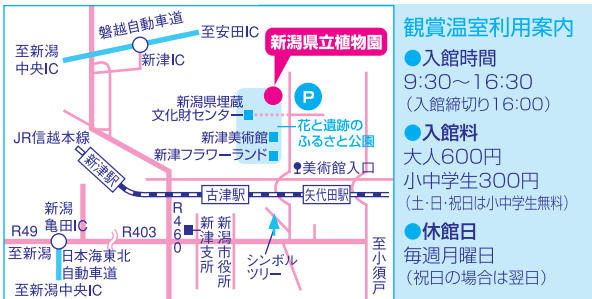 磐越自動車道
至安田IC
至新潟
中央IC
新津IC
新潟県立植物園
P
新潟県埋蔵
文化財センター
花と遺跡の
ふるさと公園
新津美術館
新津フラワーランド
JR信越本線
美術館入口
新津駅
古津駅
矢代田駅
新潟
亀田IC
R49
R403
R460
至新潟
日本海東北
自動車道
至新潟中央IC
新潟市役所
新津支所
シンボル
ツリー
至小須戸
観賞温室利用案内
●入館時間
9:30〜16:30
（入館締切り16:00）
●入館料
大人600円
小中学生300円
（土・日・祝日は小中学生無料）
●休館日
毎週月曜日
（祝日の場合は翌日）